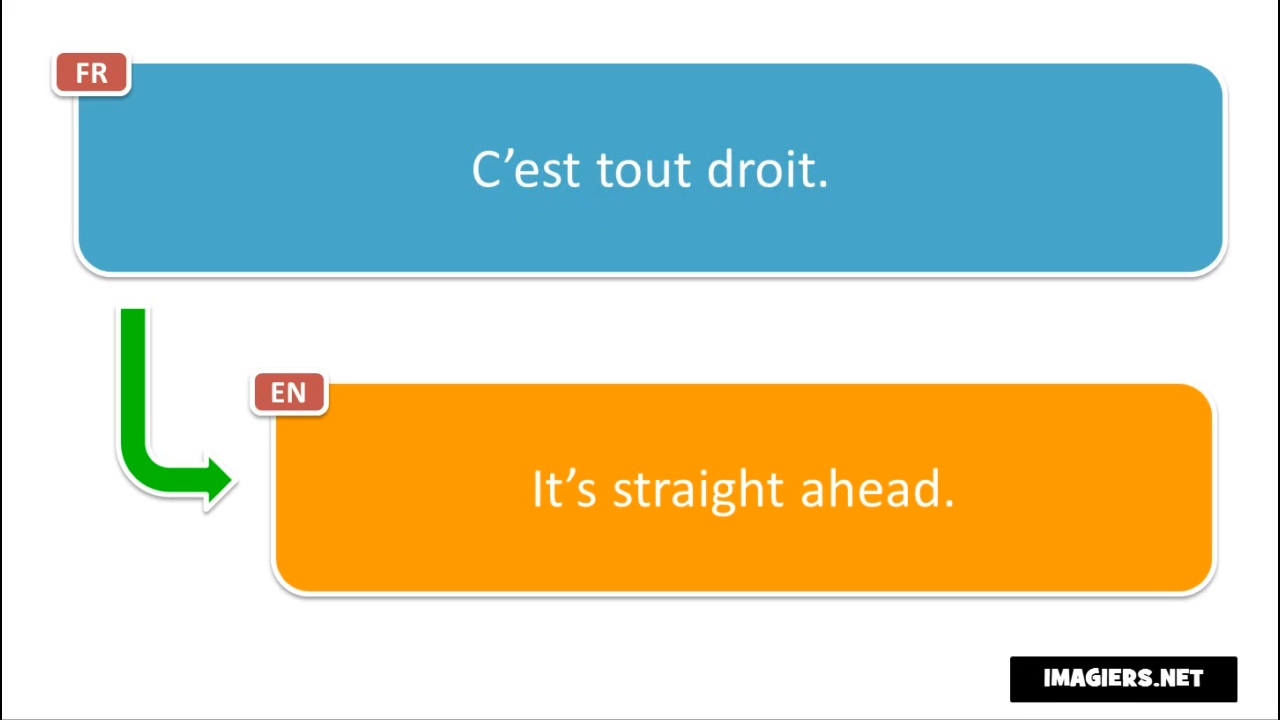 FR
C’est tout droit.
EN
It’s straight ahead.
IMAGIERS.NET